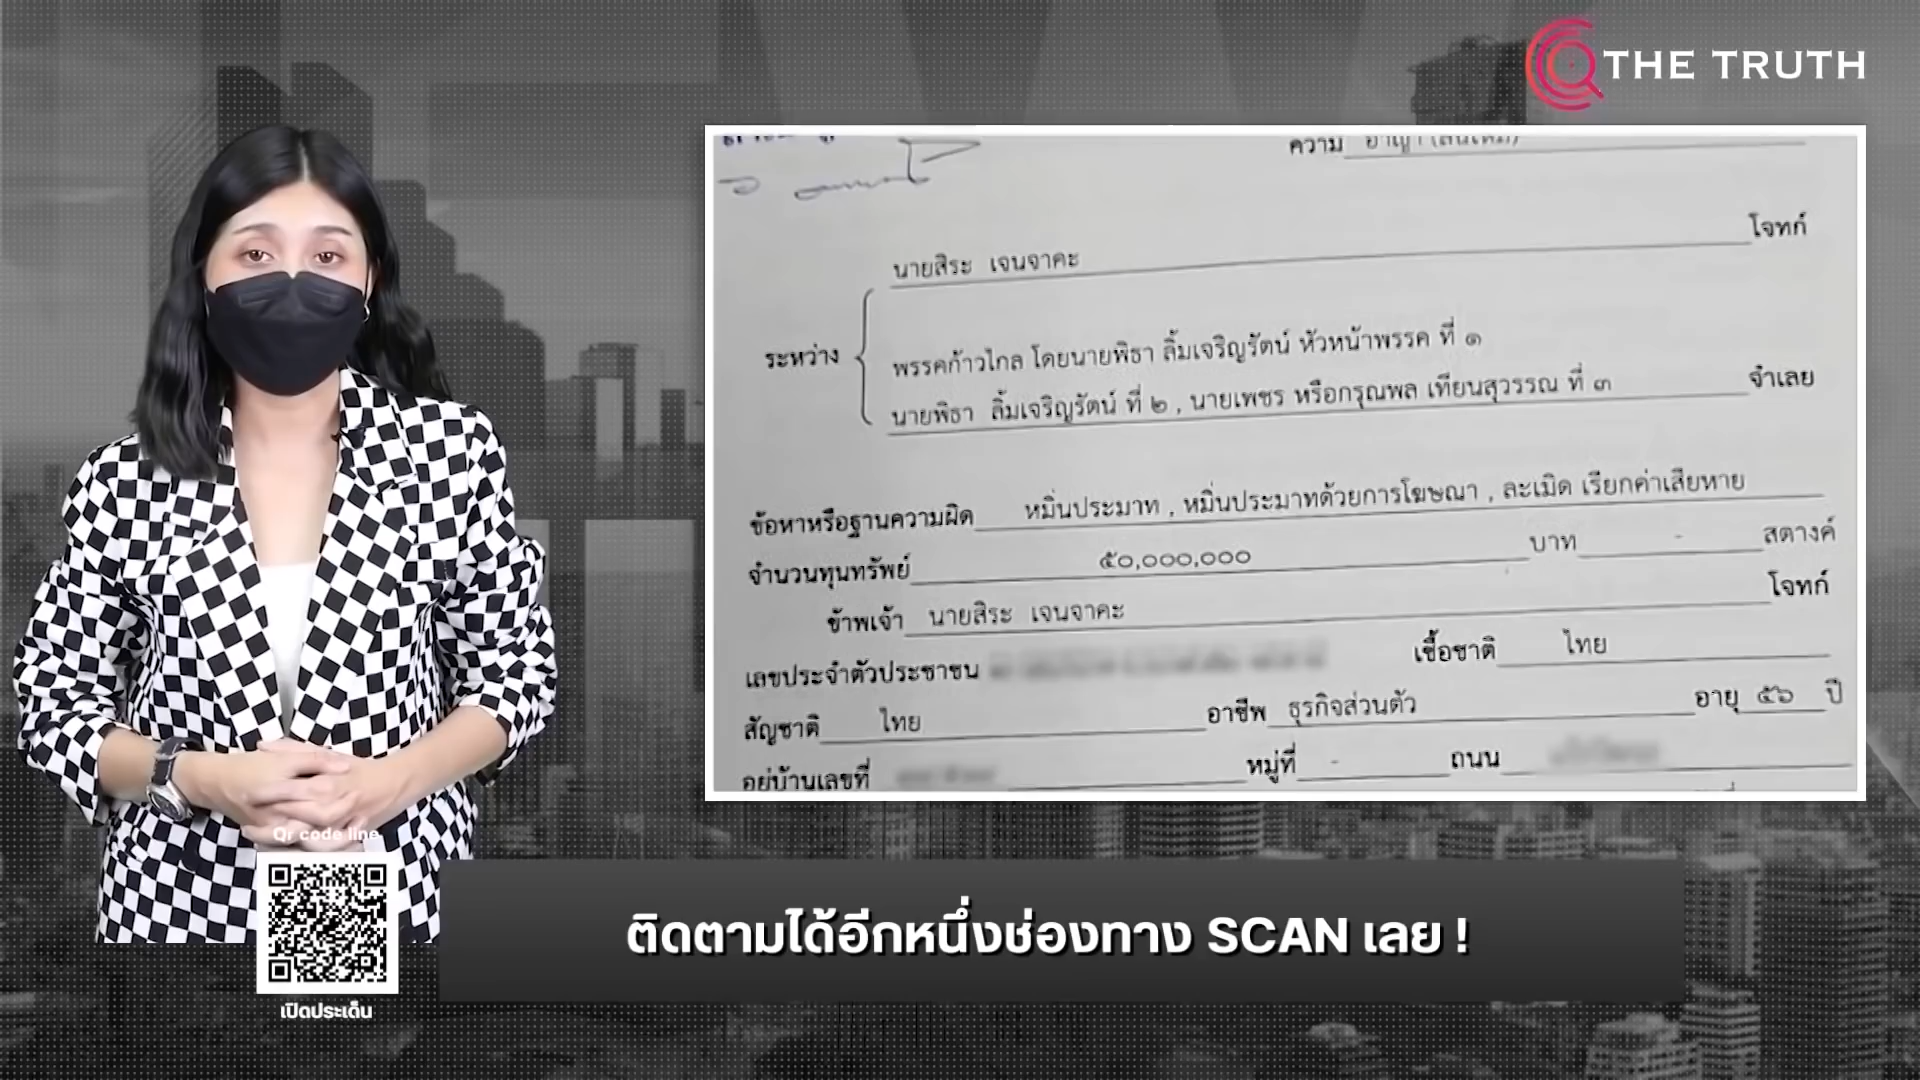 THE TRUTH
ความ อาญา (สินไหม)
นายสิระ เจนจาคะ โจทก์
ระหว่าง
พรรคก้าวไกล โดยนายพิธา ลิ้มเจริญรัตน์ หัวหน้าพรรค ที่ ๑
นายพิธา ลิ้มเจริญรัตน์ ที่ ๒ , นายเพชร หรือกรุณพล เทียนสุวรรณ ที่ ๓ จำเลย
ข้อหาหรือฐานความผิด หมิ่นประมาท , หมิ่นประมาทด้วยการโฆษณา , ละเมิด เรียกค่าเสียหาย
จำนวนทุนทรัพย์ ๕๐,๐๐๐,๐๐๐ บาท - สตางค์
ข้าพเจ้า นายสิระ เจนจาคะ โจทก์
เลขประจำตัวประชาชน เชื้อชาติ ไทย
สัญชาติ ไทย อาชีพ ธุรกิจส่วนตัว อายุ ๕๖ ปี
อยู่บ้านเลขที่ หมู่ที่ - ถนน
Qr code line
ติดตามได้อีกหนึ่งช่องทาง SCAN เลย !
เปิดประเด็น